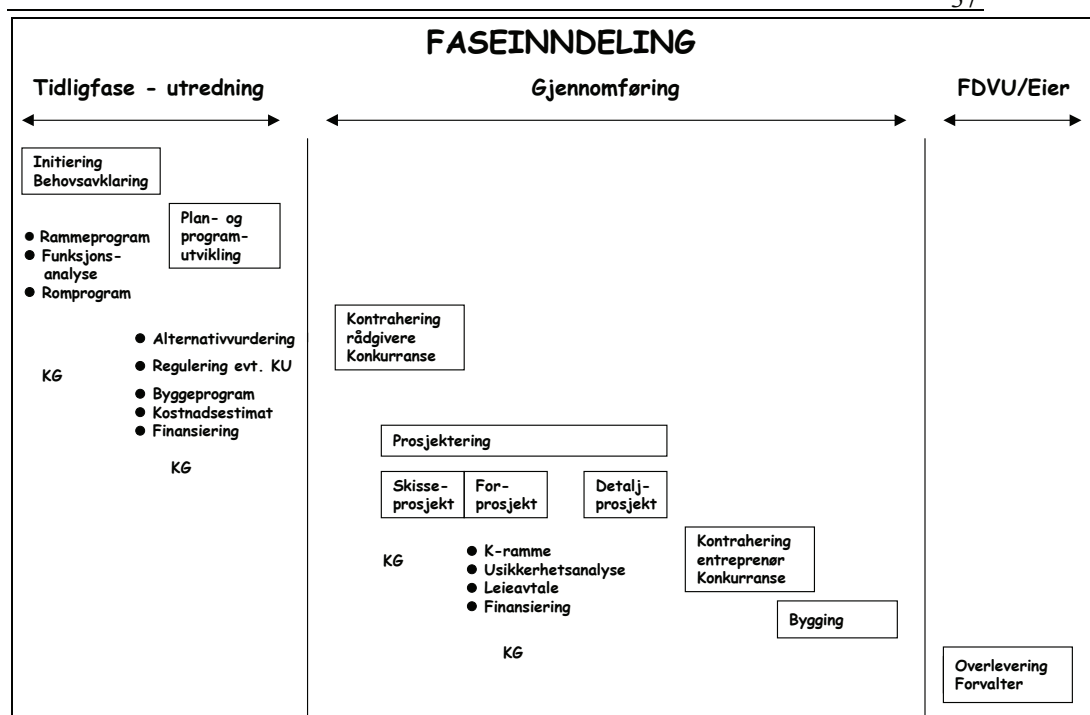 FASEINNDELING
Tidligfase - utredning
Gjennomføring
FDVU/Eier
Initiering
Behovsavklaring
Plan- og
program-
utvikling
● Rammeprogram
● Funksjons-
analyse
● Romprogram
KG
● Alternativvurdering
● Regulering evt. KU
● Byggeprogram
● Kostnadsestimat
● Finansiering
KG
Kontrahering
rådgivere
Konkurranse
Prosjektering
Skisse-
prosjekt
For-
prosjekt
Detalj-
prosjekt
KG
● K-ramme
● Usikkerhetsanalyse
● Leieavtale
● Finansiering
KG
Kontrahering
entreprenør
Konkurranse
Bygging
Overlevering
Forvalter